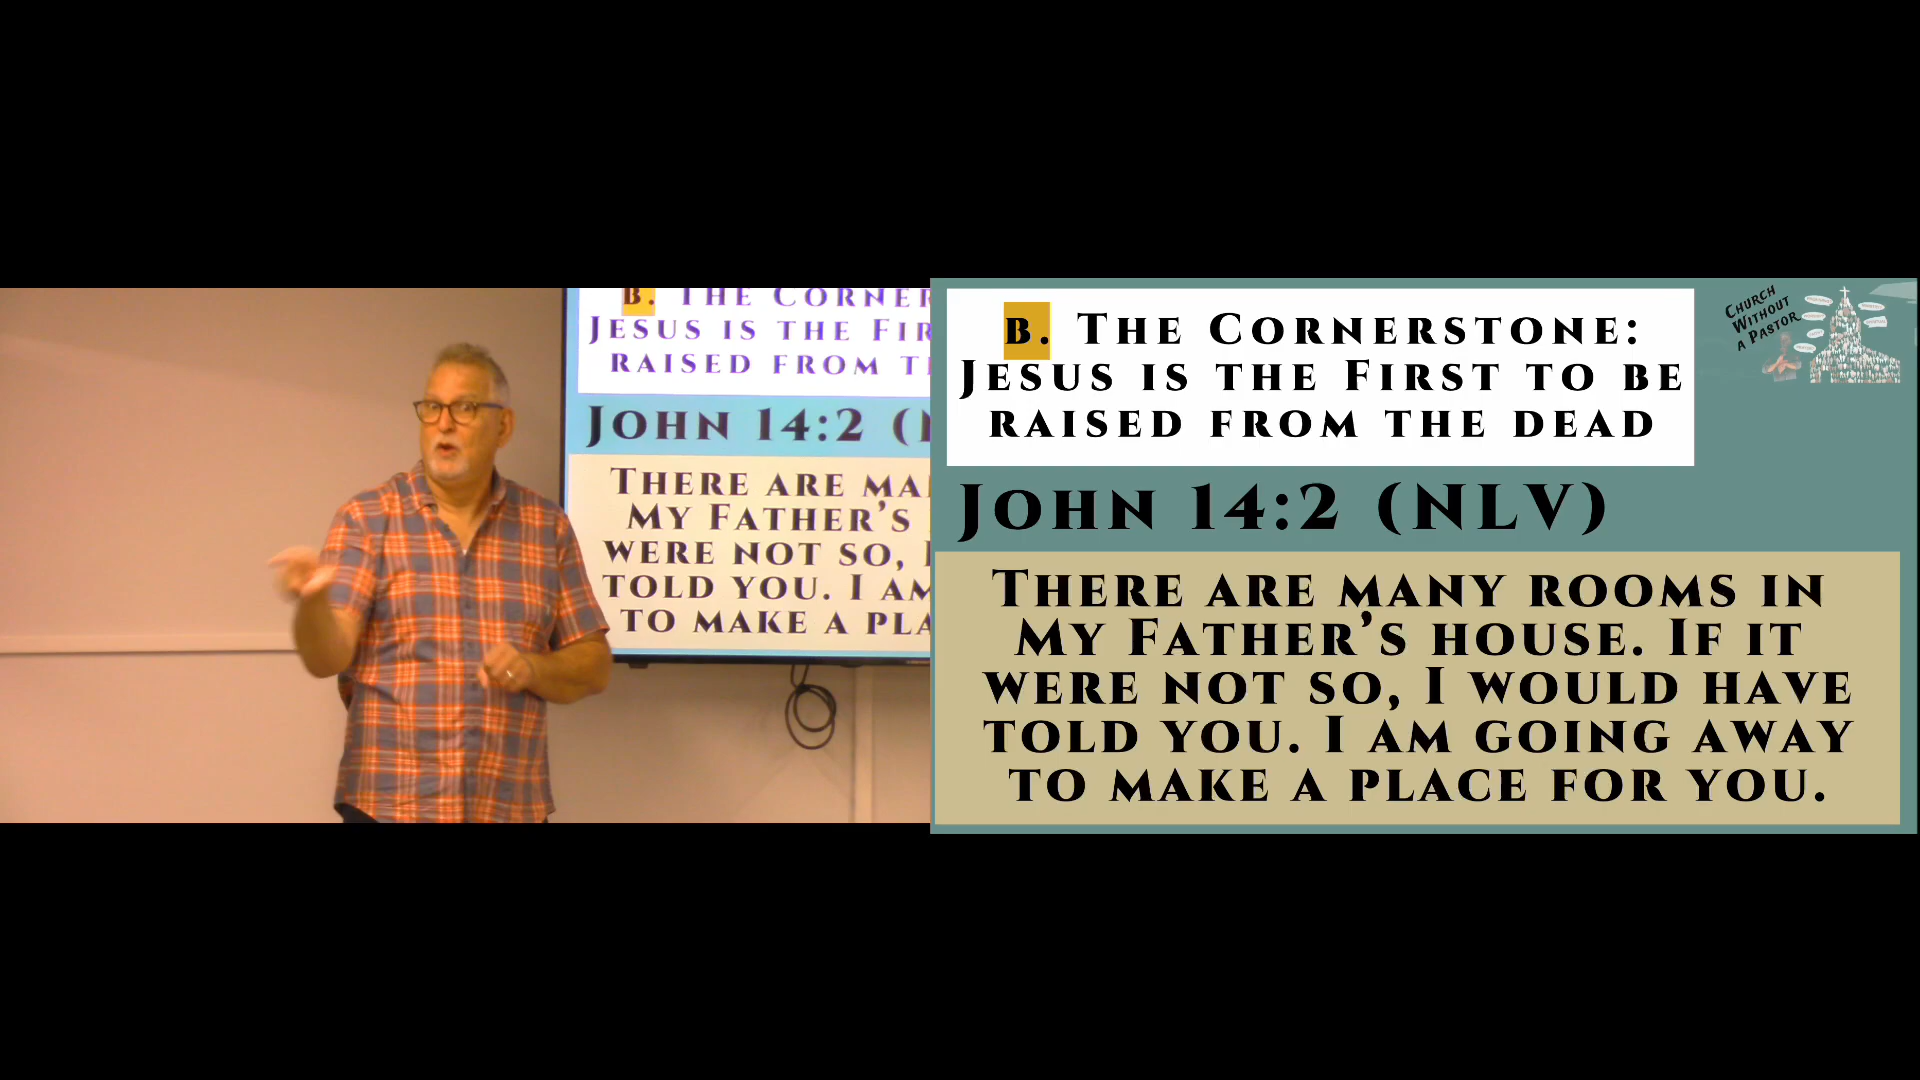 B. THE CORNER
JESUS IS THE FIR
RAISED FROM T
JOHN 14:2 (
THERE ARE MA
MY FATHER'S
WERE NOT SO,
TOLD YOU. I AM
TO MAKE A PLA
B. THE CORNERSTONE:
JESUS IS THE FIRST TO BE
RAISED FROM THE DEAD
JOHN 14:2 (NLV)
THERE ARE MANY ROOMS IN
MY FATHER'S HOUSE. IF IT
WERE NOT SO, I WOULD HAVE
TOLD YOU. I AM GOING AWAY
TO MAKE A PLACE FOR YOU.
CHURCH
WITHOUT
A PASTOR